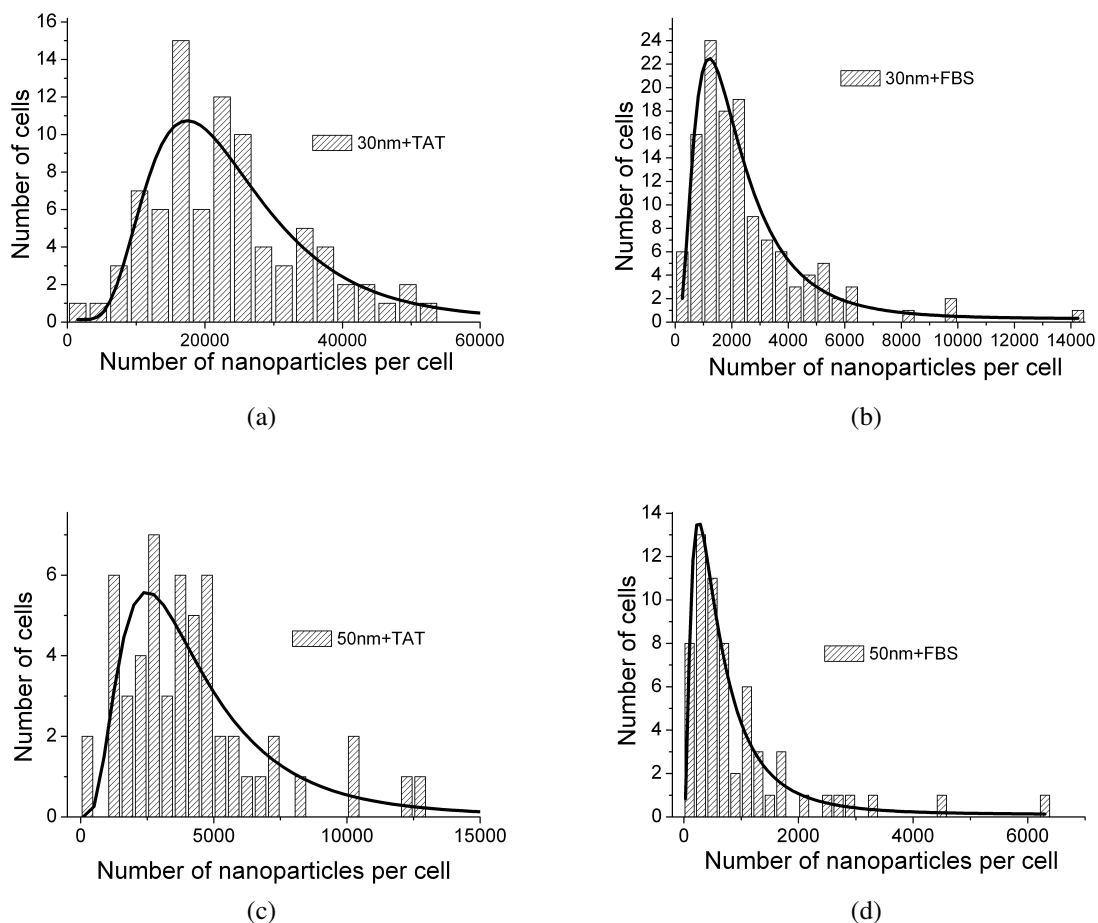 16
14
12
10
8
6
4
2
0
Number of cells
30nm+TAT
0 20000 40000 60000
Number of nanoparticles per cell
(a)
24
22
20
18
16
14
12
10
8
6
4
2
0
Number of cells
30nm+FBS
0 2000 4000 6000 8000 10000 12000 14000
Number of nanoparticles per cell
(b)
6
4
2
0
Number of cells
50nm+TAT
0 5000 10000 15000
Number of nanoparticles per cell
(c)
14
12
10
8
6
4
2
0
Number of cells
50nm+FBS
0 2000 4000 6000
Number of nanoparticles per cell
(d)